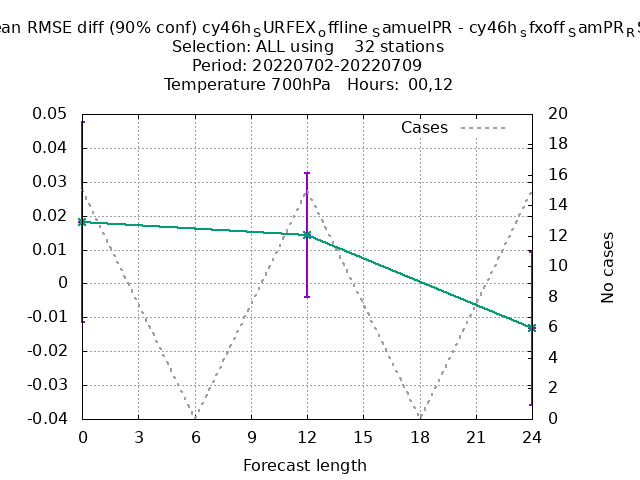 ean RMSE diff (90% conf) cy46h_SURFEX_offline_SamuelPR - cy46h_sfxoff_SamPR_RS
Selection: ALL using 32 stations
Period: 20220702-20220709
Temperature 700hPa Hours: 00,12
Cases
0.05
0.04
0.03
0.02
0.01
0
-0.01
-0.02
-0.03
-0.04
20
18
16
14
12
10
8
6
4
2
0
No cases
0 3 6 9 12 15 18 21 24
Forecast length